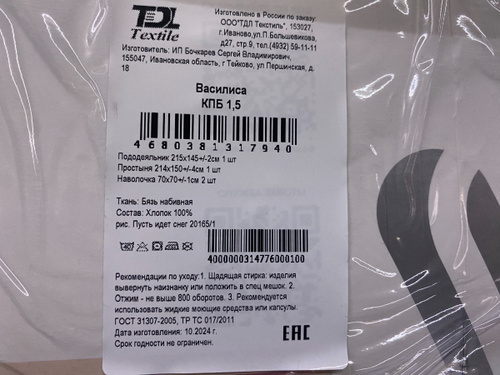 TDL
Textile
Изготовлено в России по заказу:
ООО"ТДЛ Текстиль", 153027,
г.Иваново,ул.П.Большевикова,
д27, стр.9, тел.(4932) 59-11-11
Изготовитель: ИП Бочкарев Сергей Владимирович,
155047, Ивановская область, г Тейково, ул Першинская, д.
18
Василиса
КПБ 1,5
4680381317940
Пододеяльник 215х145+/-2см 1 шт
Простыня 214х150+/-4см 1 шт
Наволочка 70х70+/-1см 2 шт
Ткань: Бязь набивная
Состав: Хлопок 100%
рис. Пусть идет снег 20165/1
4000000314776000100
Рекомендации по уходу:1. Щадящая стирка: изделия
вывернуть наизнанку или положить в спец мешок. 2.
Отжим - не выше 800 оборотов. 3. Рекомендуется
использовать жидкие моющие средства или капсулы.
ГОСТ 31307-2005, ТР ТС 017/2011
Дата изготовления: 10.2024 г.
Срок годности не ограничен.
ЕАС